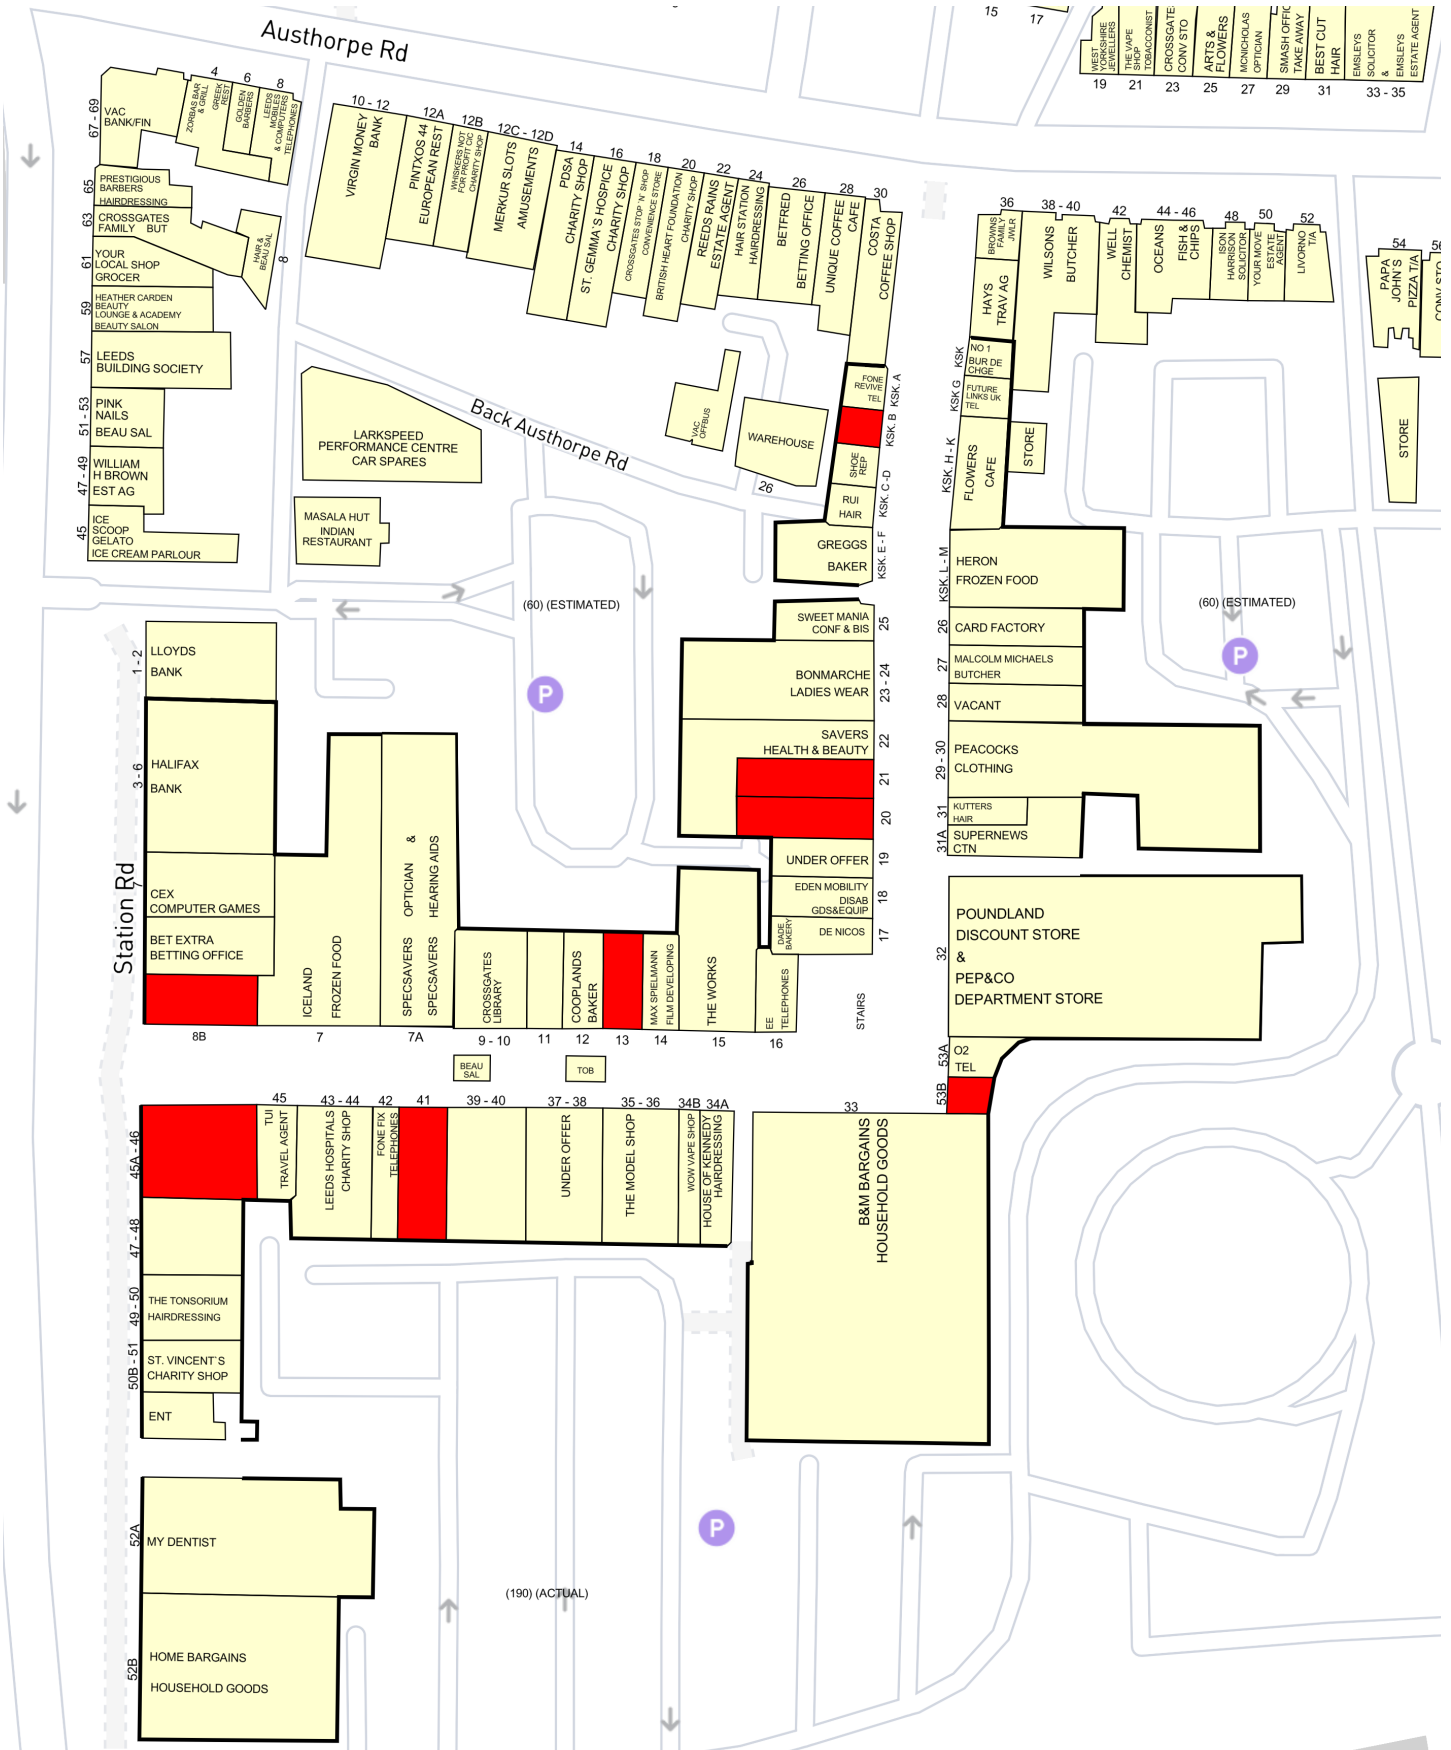 Austhorpe Rd
15
17
WEST
YORKSHIRE
JEWELLERS
THE VAPE
SHOP
TOBACCONIST
CROSSGATE
CONV STO
ARTS &
FLOWERS
MCNICHOLAS
OPTICIAN
SMASH OFFIC
TAKE AWAY
BEST CUT
HAIR
EMSLEYS
SOLICITOR
&
EMSLEYS
ESTATE AGENT
19
21
23
25
27
29
31
33 - 35
67 - 69
VAC
BANK/FIN
4
ZORBAS BAR
& GRILL
GREEK
REST
6
GOLDEN
BARBERS
8
LEEDS
MOBILES
& COMPUTERS
TELEPHONES
65
PRESTIGIOUS
BARBERS
HAIRDRESSING
63
CROSSGATES
FAMILY BUT
HAIR &
BEAU SAL
8
61
YOUR
LOCAL SHOP
GROCER
59
HEATHER CARDEN
BEAUTY
LOUNGE & ACADEMY
BEAUTY SALON
57
LEEDS
BUILDING SOCIETY
51 - 53
PINK
NAILS
BEAU SAL
47 - 49
WILLIAM
H BROWN
EST AG
45
ICE
SCOOP
GELATO
ICE CREAM PARLOUR
10 - 12
VIRGIN MONEY
BANK
12A
PINTXOS 44
EUROPEAN REST
12B
WHISKERS NOT
FOR PROFIT CIC
CHARITY SHOP
12C - 12D
MERKUR SLOTS
AMUSEMENTS
14
PDSA
CHARITY SHOP
16
ST. GEMMA`S HOSPICE
CHARITY SHOP
18
CROSSGATES STOP `N` SHOP
CONVENIENCE STORE
20
BRITISH HEART FOUNDATION
CHARITY SHOP
22
REEDS RAINS
ESTATE AGENT
24
HAIR STATION
HAIRDRESSING
26
BETFRED
BETTING OFFICE
28
UNIQUE COFFEE
CAFE
30
COSTA
COFFEE SHOP
36
BROWNS
FAMILY
JWLR
38 - 40
WILSONS
BUTCHER
42
WELL
CHEMIST
44 - 46
OCEANS
FISH &
CHIPS
48
ISON
HARRISON
SOLICITOR
50
YOUR MOVE
ESTATE
AGENT
52
LIVORNO
T/A
54
PAPA
JOHN`S
PIZZA T/A
56
CONV STO
HAYS
TRAV AG
KSK
NO 1
BUR DE
CHGE
KSK G
FUTURE
LINKS UK
TEL
KSK. H - K
FLOWERS
CAFE
STORE
STORE
FONE
REVIVE
TEL
KSK. A
KSK. B
SHOE
REP
KSK. C -D
RUI
HAIR
GREGGS
BAKER
KSK. E - F
LARKSPEED
PERFORMANCE CENTRE
CAR SPARES
Back Austhorpe Rd
VAC
OFFBUS
WAREHOUSE
26
MASALA HUT
INDIAN
RESTAURANT
(60) (ESTIMATED)
P
KSK. L - M
HERON
FROZEN FOOD
(60) (ESTIMATED)
P
SWEET MANIA
CONF & BIS
25
26
CARD FACTORY
BONMARCHE
LADIES WEAR
23 - 24
27
MALCOLM MICHAELS
BUTCHER
28
VACANT
SAVERS
HEALTH & BEAUTY
22
21
20
29 - 30
PEACOCKS
CLOTHING
31
KUTTERS
HAIR
31A
SUPERNEWS
CTN
UNDER OFFER
19
EDEN MOBILITY
DISAB
GDS&EQUIP
18
DADE
BAKERY
DE NICOS
17
1 - 2
LLOYDS
BANK
3 - 6
HALIFAX
BANK
7
CEX
COMPUTER GAMES
BET EXTRA
BETTING OFFICE
Station Rd
8B
ICELAND
FROZEN FOOD
7
SPECSAVERS OPTICIAN &
SPECSAVERS HEARING AIDS
7A
CROSSGATES
LIBRARY
9 - 10
11
COOPLANDS
BAKER
12
13
MAX SPIELMANN
FILM DEVELOPING
14
THE WORKS
15
EE
TELEPHONES
16
STAIRS
32
POUNDLAND
DISCOUNT STORE
&
PEP&CO
DEPARTMENT STORE
53A
O2
TEL
53B
BEAU
SAL
TOB
45A - 46
45
TUI
TRAVEL AGENT
43 - 44
LEEDS HOSPITALS
CHARITY SHOP
42
FONE FIX
TELEPHONES
41
39 - 40
37 - 38
UNDER OFFER
35 - 36
THE MODEL SHOP
34B
WOW VAPE SHOP
34A
HOUSE OF KENNEDY
HAIRDRESSING
33
B&M BARGAINS
HOUSEHOLD GOODS
47 - 48
49 - 50
THE TONSORIUM
HAIRDRESSING
50B - 51
ST. VINCENT`S
CHARITY SHOP
ENT
52A
MY DENTIST
P
(190) (ACTUAL)
52B
HOME BARGAINS
HOUSEHOLD GOODS